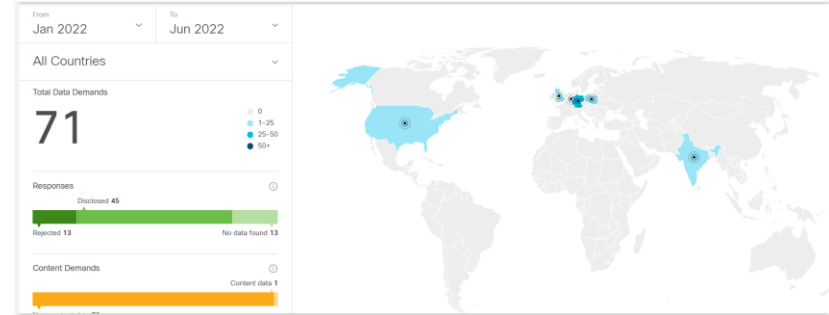 From
Jan 2022
To
Jun 2022
All Countries
Total Data Demands
71
0
1-25
25-50
50+
Responses
Disclosed 45
Rejected 13
No data found 13
Content Demands
Content data 1